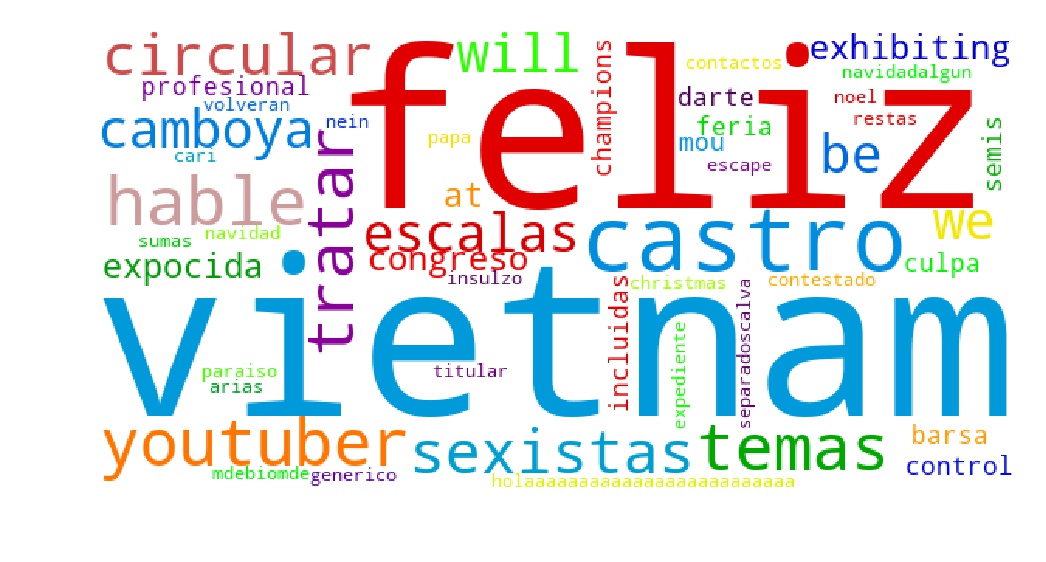 circular
will
exhibiting
contactos
champions
navidadalgun
profesional
volveran
darte
noel
feliz
camboya
nein
papa
feria
restas
mou
be
semis
cari
escape
tratar
hable
at
escalas
castro
we
sumas
navidad
congreso
culpa
expocida
insulzo
incluidas
christmas
separadoscalva
contestado
vietnam
expediente
paraiso
arias
titular
youtuber
sexistas
temas
barsa
control
mdebiomde
generico
holaaaaaaaaaaaaaaaaaaaaaaaaa